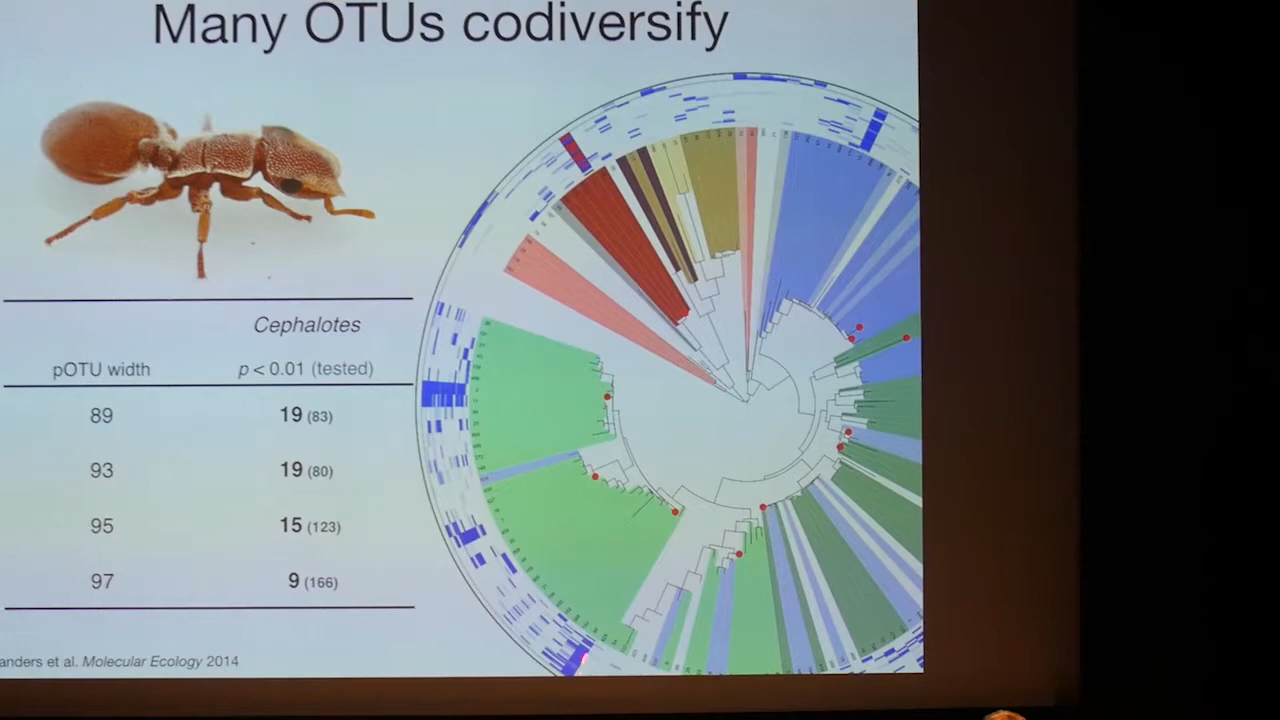 Many OTUs codiversify
Cephalotes
pOTU width p < 0.01 (tested)
89 19 (83)
93 19 (80)
95 15 (123)
97 9 (166)
anders et al. Molecular Ecology 2014